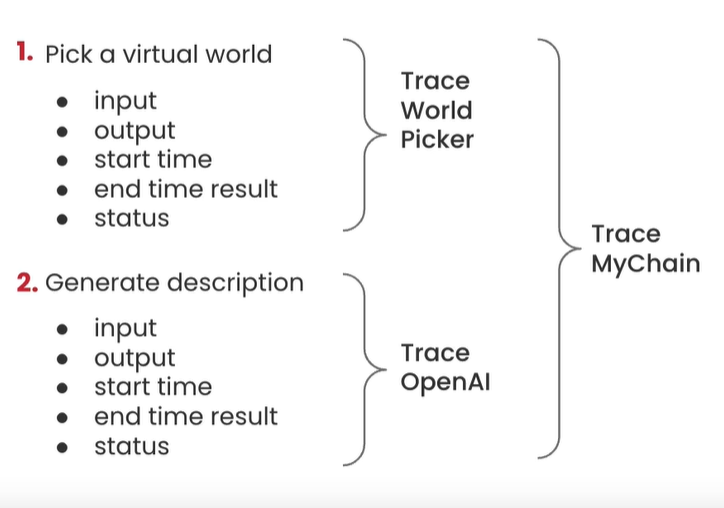 1. Pick a virtual world
● input
● output
● start time
● end time result
● status
Trace
World
Picker
2. Generate description
● input
● output
● start time
● end time result
● status
Trace
OpenAI
Trace
MyChain